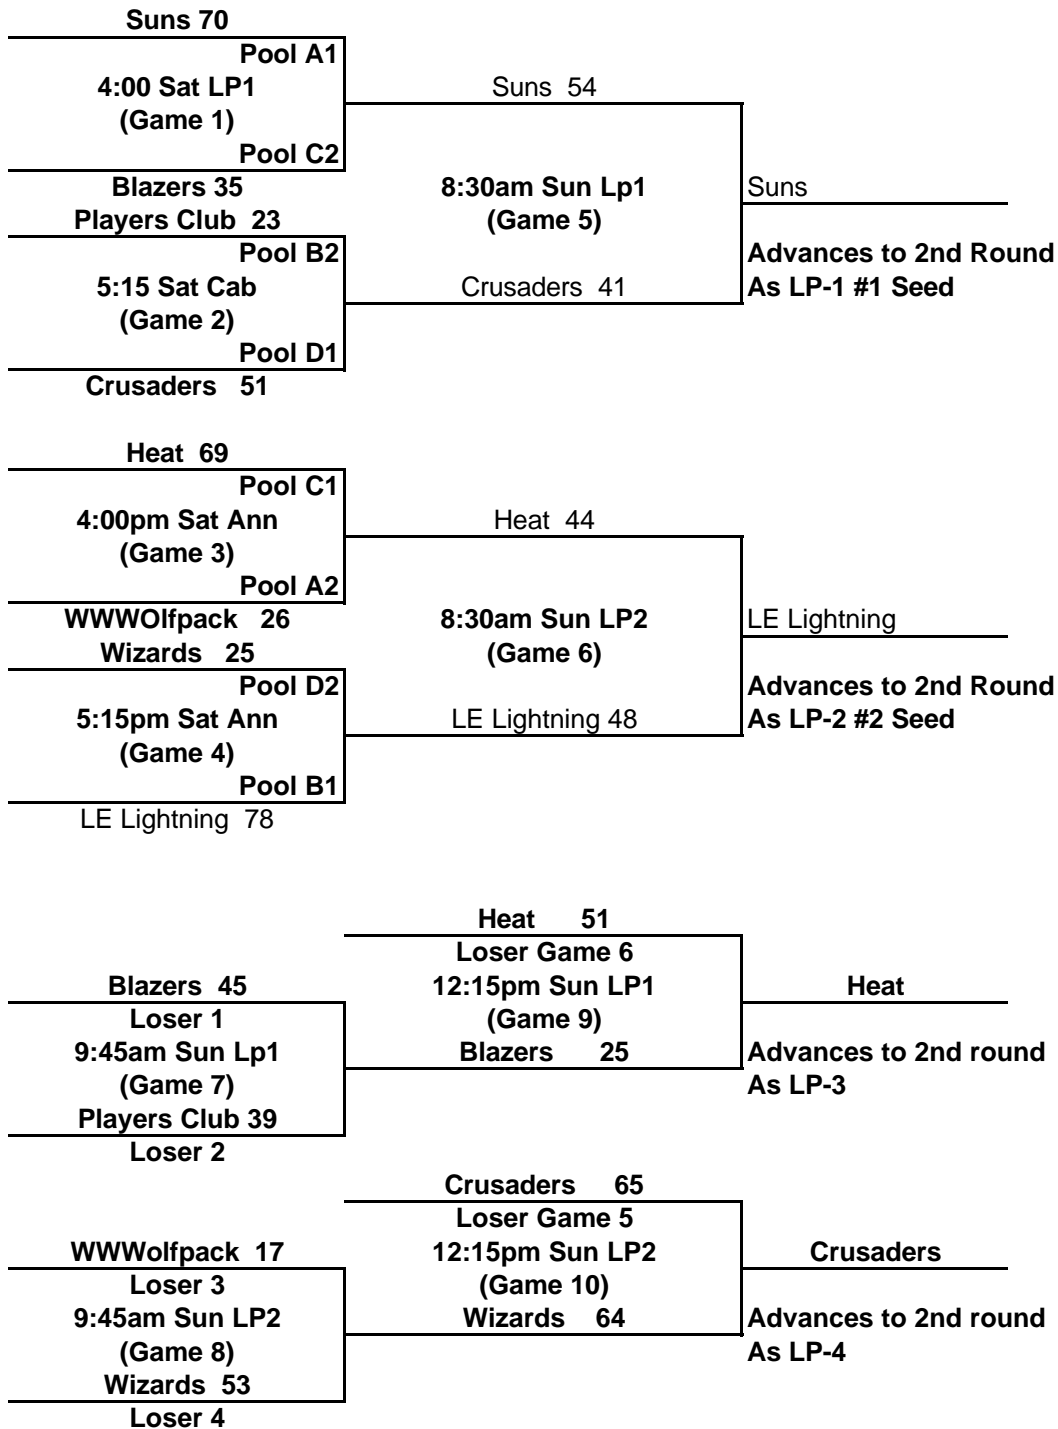 Suns 70
Pool A1
4:00 Sat LP1
Suns  54
(Game 1)
Pool C2
Blazers 35
8:30am Sun Lp1
Suns
Players Club  23
(Game 5)
Pool B2
Advances to 2nd Round
5:15 Sat Cab
Crusaders  41
As LP-1 #1 Seed
(Game 2)
Pool D1
Crusaders   51
Heat  69
Pool C1
4:00pm Sat Ann
Heat  44
(Game 3)
Pool A2
WWWOlfpack   26
8:30am Sun LP2
LE Lightning
Wizards   25
(Game 6)
Pool D2
Advances to 2nd Round
5:15pm Sat Ann
LE Lightning 48
As LP-2 #2 Seed
(Game 4)
Pool B1
LE Lightning  78
Heat      51
Loser Game 6
Blazers  45
12:15pm Sun LP1
Heat
Loser 1
(Game 9)
9:45am Sun Lp1
Blazers      25
Advances to 2nd round
(Game 7)
As LP-3
Players Club 39
Loser 2
Crusaders     65
Loser Game 5
WWWolfpack  17
12:15pm Sun LP2
Crusaders
Loser 3
(Game 10)
9:45am Sun LP2
Wizards    64
Advances to 2nd round
(Game 8)
As LP-4
Wizards  53
Loser 4